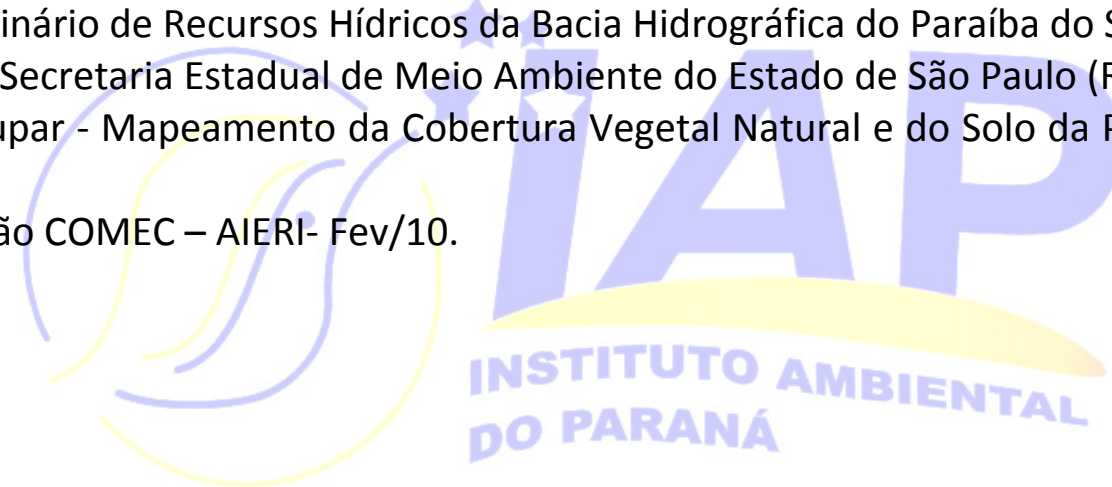 inário de Recursos Hídricos da Bacia Hidrográfica do Paraíba do S
Secretaria Estadual de Meio Ambiente do Estado de São Paulo (
upar - Mapeamento da Cobertura Vegetal Natural e do Solo da
ão COMEC – AIERI- Fev/10.
IAP
INSTITUTO AMBIENTAL
DO PARANÁ